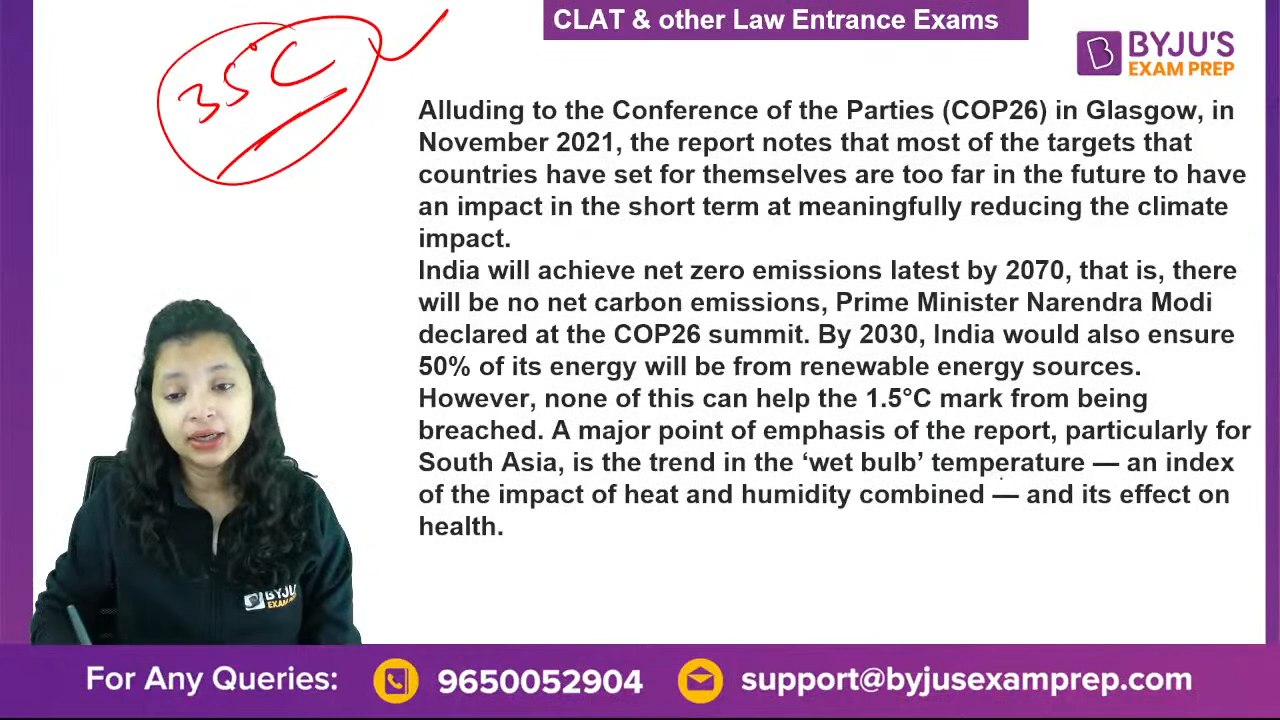 CLAT & other Law Entrance Exams
BYJU'S
EXAM PREP
35°C
Alluding to the Conference of the Parties (COP26) in Glasgow, in
November 2021, the report notes that most of the targets that
countries have set for themselves are too far in the future to have
an impact in the short term at meaningfully reducing the climate
impact.
India will achieve net zero emissions latest by 2070, that is, there
will be no net carbon emissions, Prime Minister Narendra Modi
declared at the COP26 summit. By 2030, India would also ensure
50% of its energy will be from renewable energy sources.
However, none of this can help the 1.5°C mark from being
breached. A major point of emphasis of the report, particularly for
South Asia, is the trend in the ‘wet bulb’ temperature — an index
of the impact of heat and humidity combined — and its effect on
health.
BYJU
EXAM PREP
For Any Queries: 9650052904 support@byjusexamprep.com